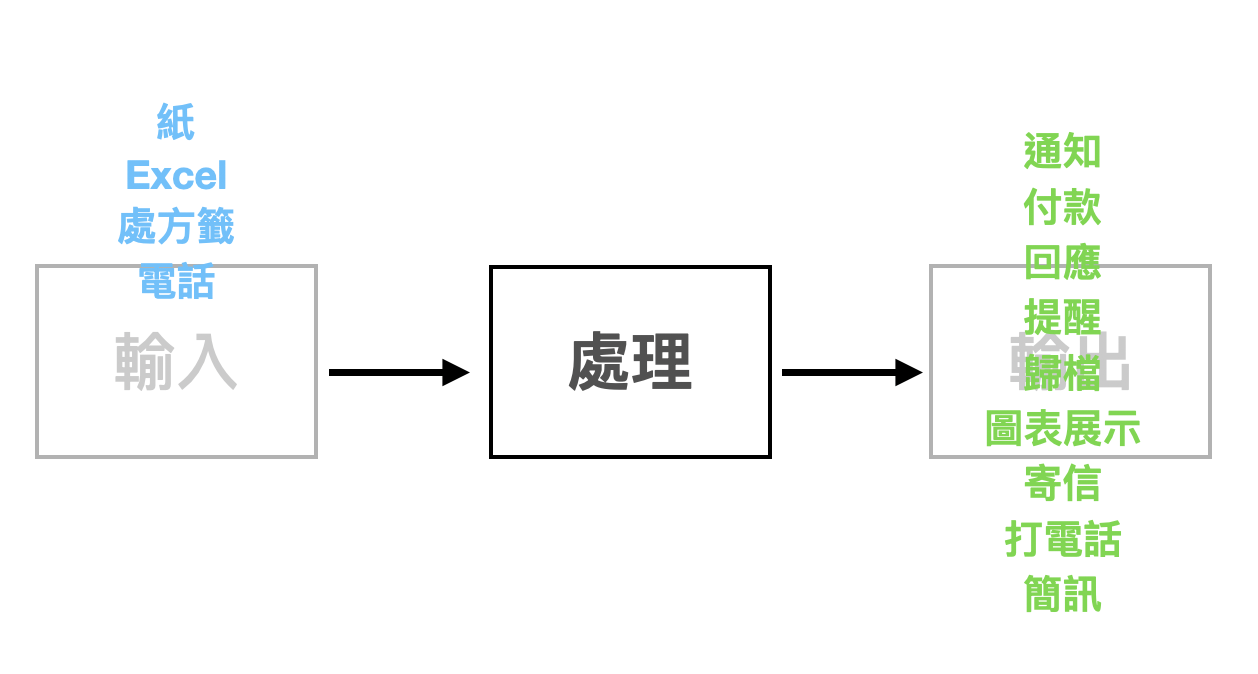 紙
Excel
處方籤
電話
輸入
處理
通知
付款
回應
提醒
輸出
歸檔
圖表展示
寄信
打電話
簡訊